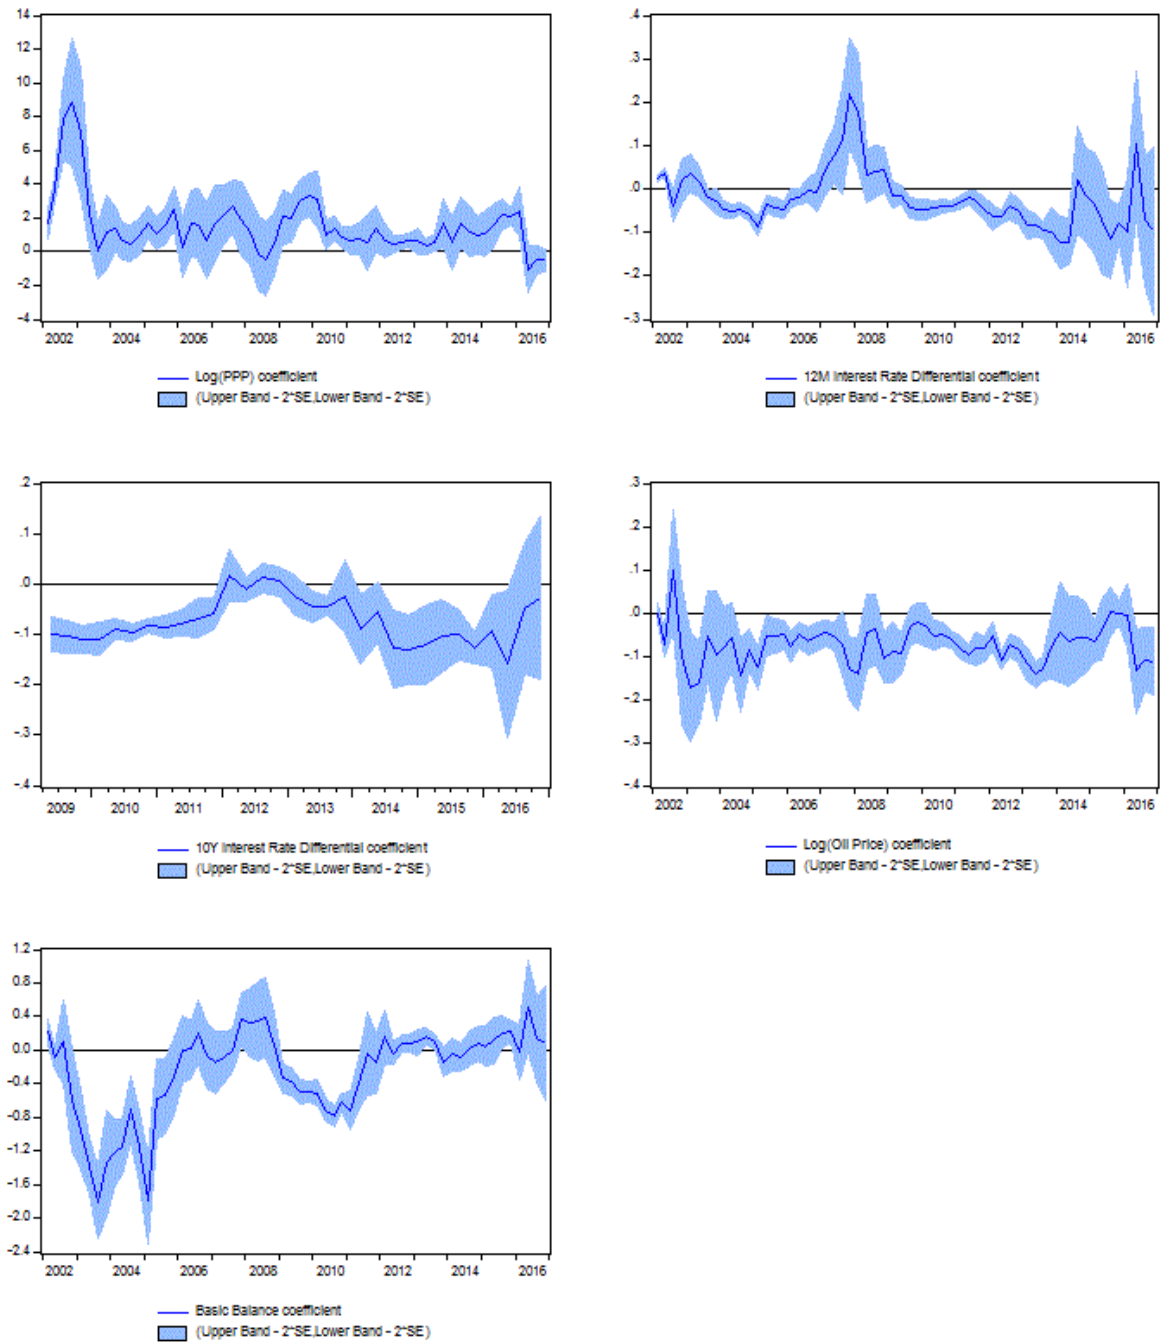 14
12
10
8
6
4
2
0
-2
-4
2002 2004 2006 2008 2010 2012 2014 2016
Log(PPP) coefficient
(Upper Band - 2*SE,Lower Band - 2*SE)
.4
.3
.2
.1
.0
-.1
-.2
-.3
2002 2004 2006 2008 2010 2012 2014 2016
12M Interest Rate Differential coefficient
(Upper Band - 2*SE,Lower Band - 2*SE)
.2
.1
.0
-.1
-.2
-.3
-.4
2009 2010 2011 2012 2013 2014 2015 2016
10Y Interest Rate Differential coefficient
(Upper Band - 2*SE,Lower Band - 2*SE)
.3
.2
.1
.0
-.1
-.2
-.3
-.4
2002 2004 2006 2008 2010 2012 2014 2016
Log(Oil Price) coefficient
(Upper Band - 2*SE,Lower Band - 2*SE)
1.2
0.8
0.4
0.0
-0.4
-0.8
-1.2
-1.6
-2.0
-2.4
2002 2004 2006 2008 2010 2012 2014 2016
Basic Balance coefficient
(Upper Band - 2*SE,Lower Band - 2*SE)